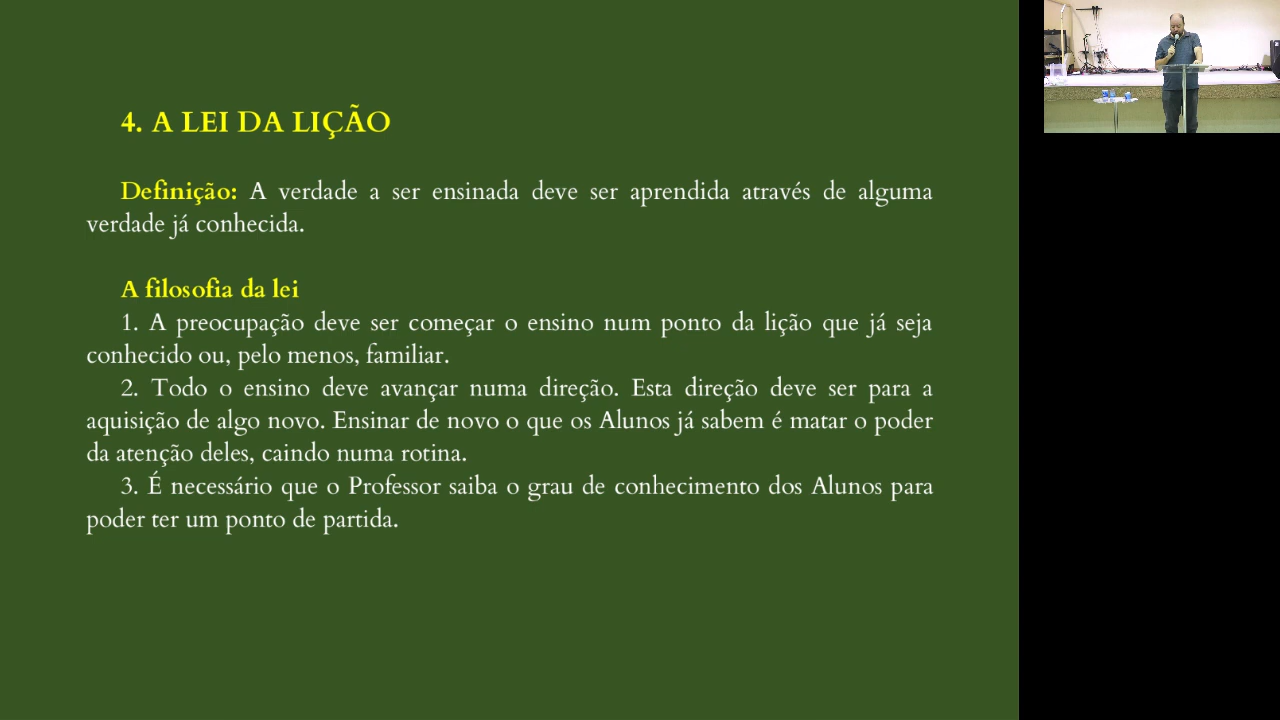 4. A LEI DA LIÇÃO
Definição: A verdade a ser ensinada deve ser aprendida através de alguma
verdade já conhecida.
A filosofia da lei
1. A preocupação deve ser começar o ensino num ponto da lição que já seja
conhecido ou, pelo menos, familiar.
2. Todo o ensino deve avançar numa direção. Esta direção deve ser para a
aquisição de algo novo. Ensinar de novo o que os Alunos já sabem é matar o poder
da atenção deles, caindo numa rotina.
3. É necessário que o Professor saiba o grau de conhecimento dos Alunos para
poder ter um ponto de partida.